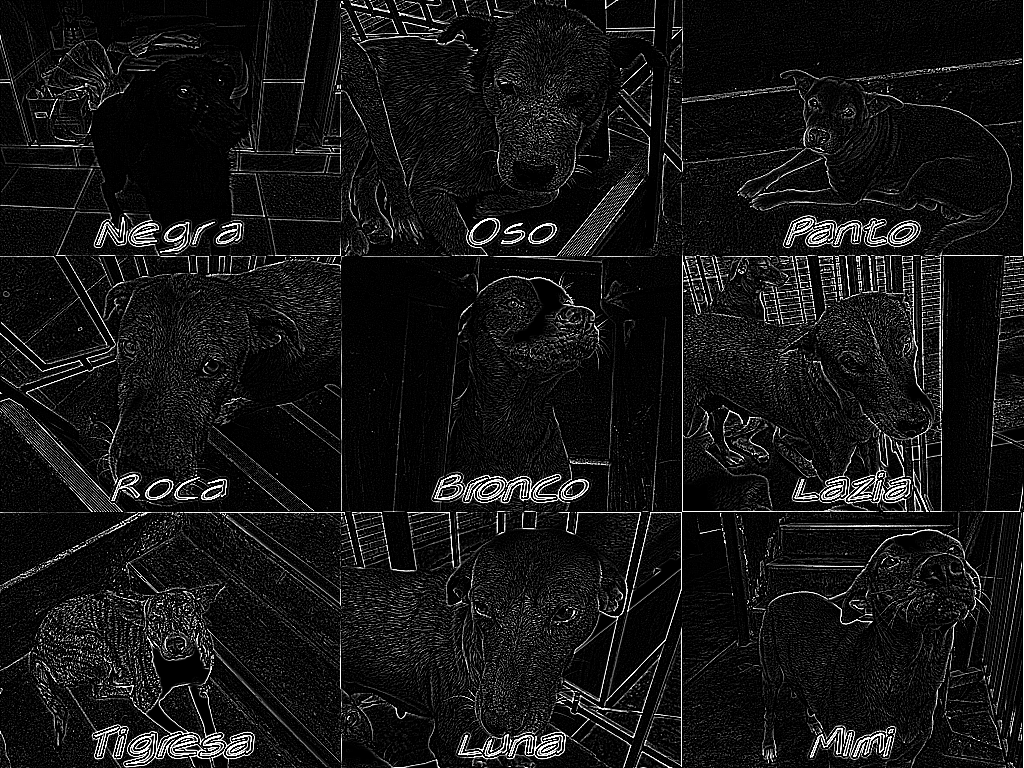 Negra
Oso
Panto
Roca
Bronco
Lazia
Tigresa
Luna
Mimi